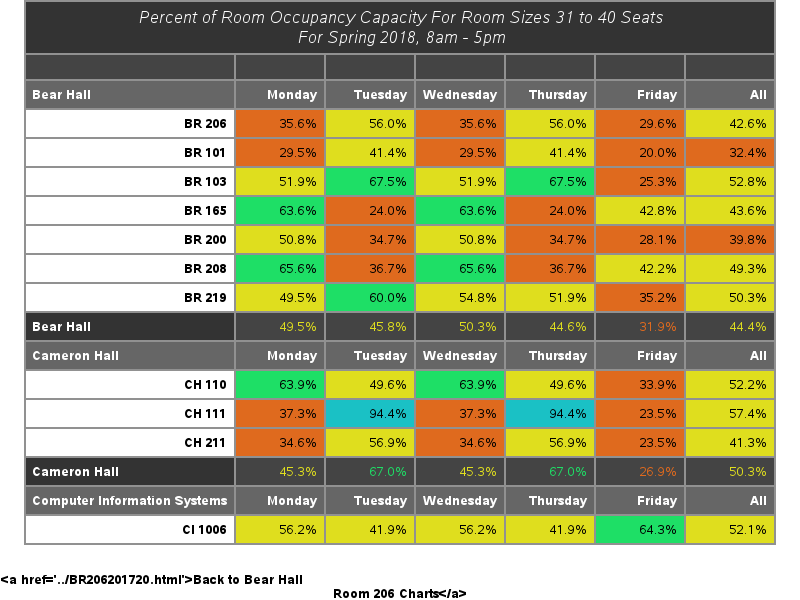 Percent of Room Occupancy Capacity For Room Sizes 31 to 40 Seats
For Spring 2018, 8am - 5pm
Bear Hall Monday Tuesday Wednesday Thursday Friday All
BR 206 35.6% 56.0% 35.6% 56.0% 29.6% 42.6%
BR 101 29.5% 41.4% 29.5% 41.4% 20.0% 32.4%
BR 103 51.9% 67.5% 51.9% 67.5% 25.3% 52.8%
BR 165 63.6% 24.0% 63.6% 24.0% 42.8% 43.6%
BR 200 50.8% 34.7% 50.8% 34.7% 28.1% 39.8%
BR 208 65.6% 36.7% 65.6% 36.7% 42.2% 49.3%
BR 219 49.5% 60.0% 54.8% 51.9% 35.2% 50.3%
Bear Hall 49.5% 45.8% 50.3% 44.6% 31.9% 44.4%
Cameron Hall Monday Tuesday Wednesday Thursday Friday All
CH 110 63.9% 49.6% 63.9% 49.6% 33.9% 52.2%
CH 111 37.3% 94.4% 37.3% 94.4% 23.5% 57.4%
CH 211 34.6% 56.9% 34.6% 56.9% 23.5% 41.3%
Cameron Hall 45.3% 67.0% 45.3% 67.0% 26.9% 50.3%
Computer Information Systems Monday Tuesday Wednesday Thursday Friday All
CI 1006 56.2% 41.9% 56.2% 41.9% 64.3% 52.1%
<a href='../BR206201720.html'>Back to Bear Hall
Room 206 Charts</a>